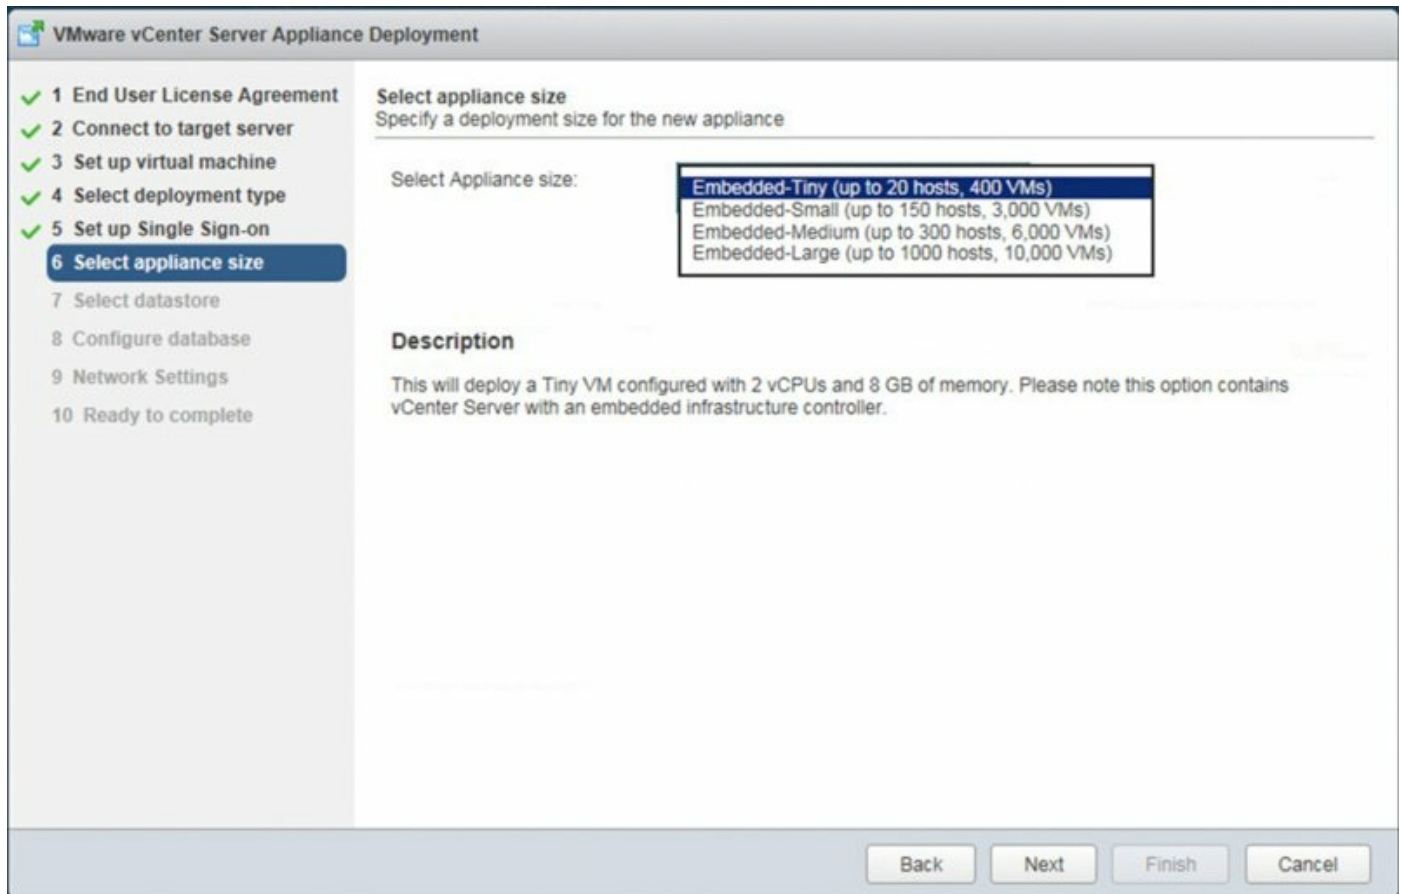 VMware vCenter Server Appliance Deployment
1 End User License Agreement
2 Connect to target server
3 Set up virtual machine
4 Select deployment type
5 Set up Single Sign-on
6 Select appliance size
7 Select datastore
8 Configure database
9 Network Settings
10 Ready to complete
Select appliance size
Specify a deployment size for the new appliance
Select Appliance size:
Embedded-Tiny (up to 20 hosts, 400 VMs)
Embedded-Small (up to 150 hosts, 3,000 VMs)
Embedded-Medium (up to 300 hosts, 6,000 VMs)
Embedded-Large (up to 1000 hosts, 10,000 VMs)
Description
This will deploy a Tiny VM configured with 2 vCPUs and 8 GB of memory. Please note this option contains
vCenter Server with an embedded infrastructure controller.
Back
Next
Finish
Cancel